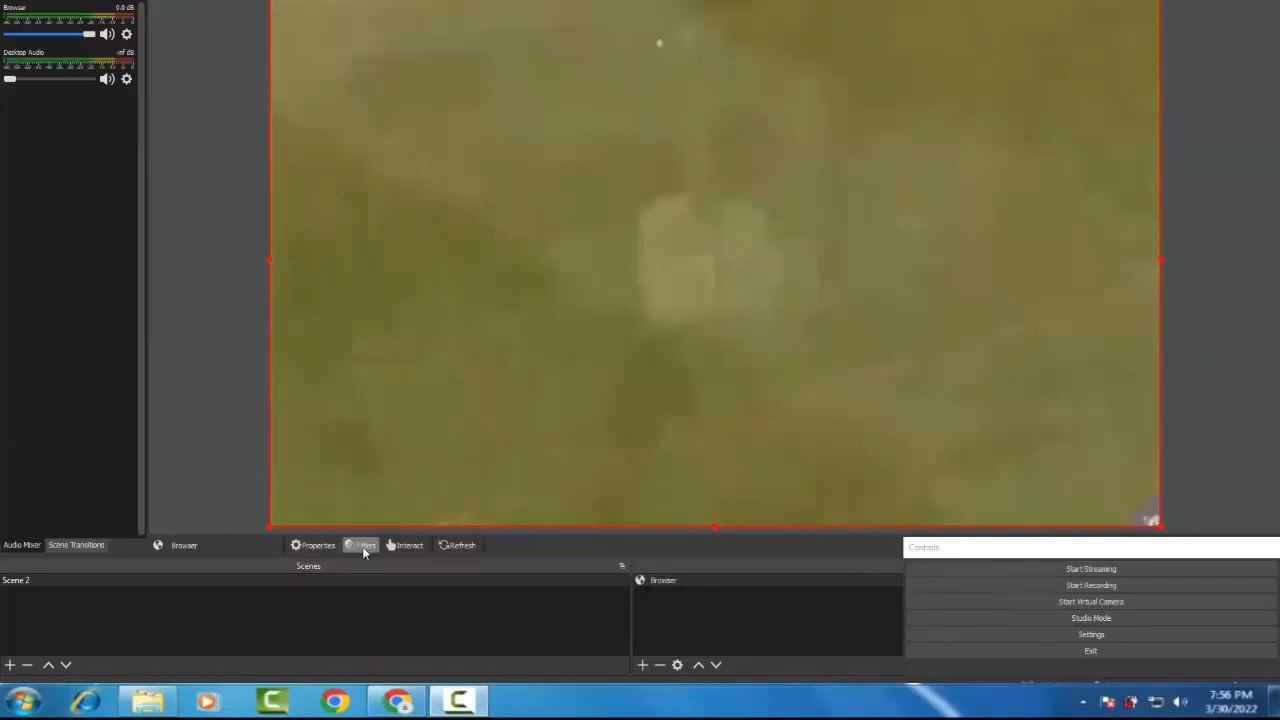 Browser 0.0 dB
Desktop Audio -inf dB
Audio Mixer Scene Transitions Browser Properties Filters Interact Refresh
Controls
Scenes
Scene 2
Browser
Start Streaming
Start Recording
Start Virtual Camera
Studio Mode
Settings
Exit
7:56 PM
3/30/2022